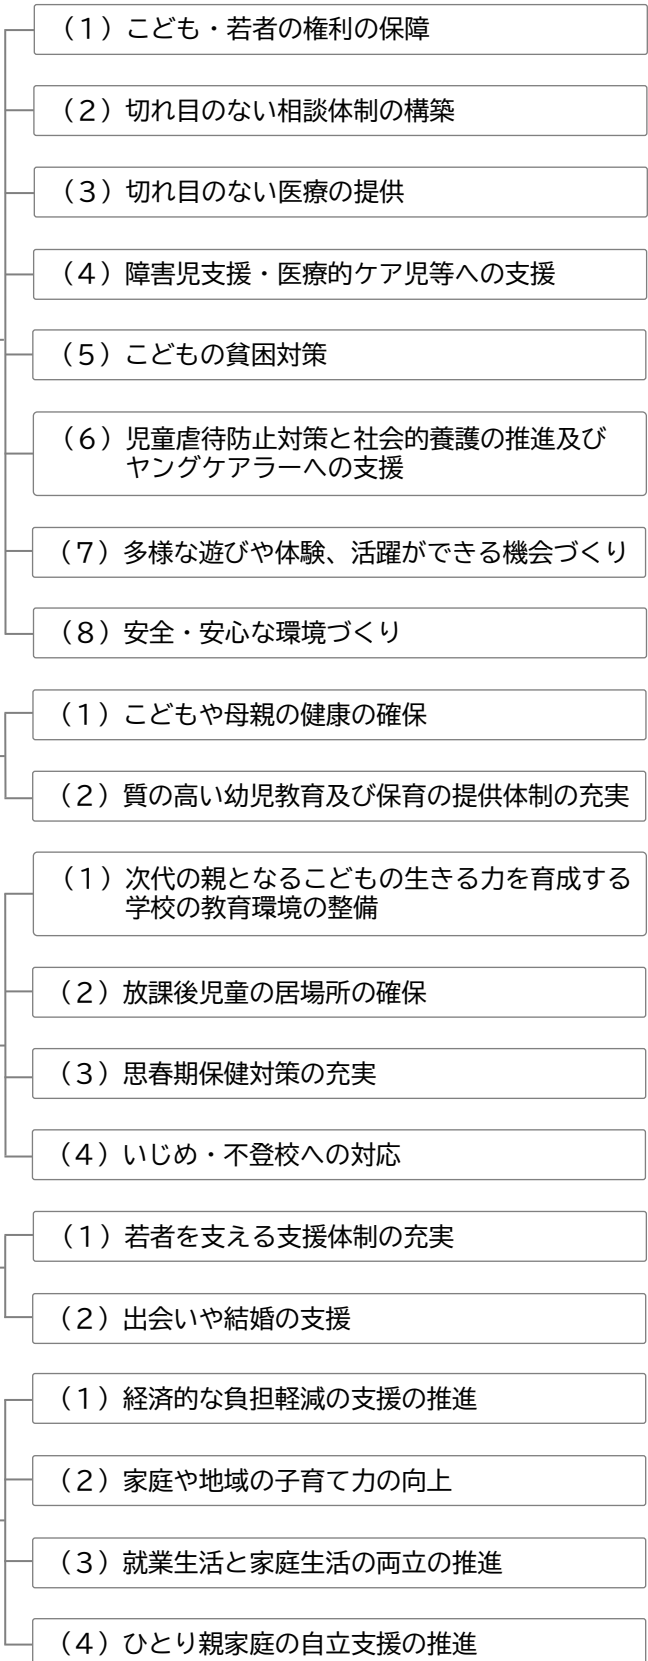 （1）こども・若者の権利の保障
（2）切れ目のない相談体制の構築
（3）切れ目のない医療の提供
（4）障害児支援・医療的ケア児等への支援
（5）こどもの貧困対策
（6）児童虐待防止対策と社会的養護の推進及び
ヤングケアラーへの支援
（7）多様な遊びや体験、活躍ができる機会づくり
（8）安全・安心な環境づくり
（1）こどもや母親の健康の確保
（2）質の高い幼児教育及び保育の提供体制の充実
（1）次代の親となるこどもの生きる力を育成する
学校の教育環境の整備
（2）放課後児童の居場所の確保
（3）思春期保健対策の充実
（4）いじめ・不登校への対応
（1）若者を支える支援体制の充実
（2）出会いや結婚の支援
（1）経済的な負担軽減の支援の推進
（2）家庭や地域の子育て力の向上
（3）就業生活と家庭生活の両立の推進
（4）ひとり親家庭の自立支援の推進